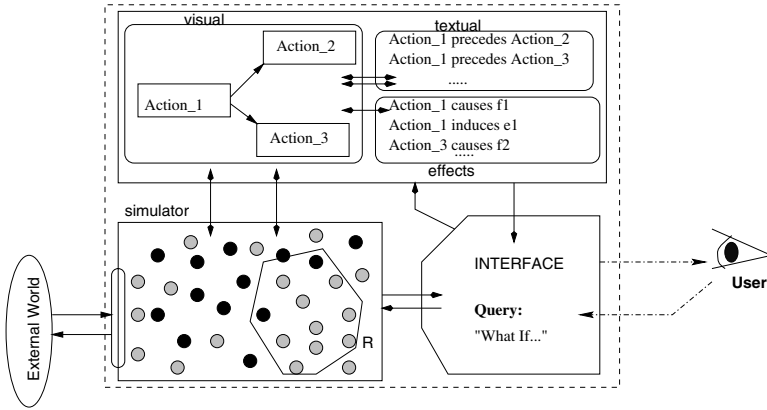 visual
textual
Action_2
Action_1
Action_3
Action_1 precedes Action_2
Action_1 precedes Action_3
.....
Action_1 causes f1
Action_1 induces e1
Action_3 causes f2
.....
effects
simulator
R
External World
INTERFACE
Query:
"What If..."
User